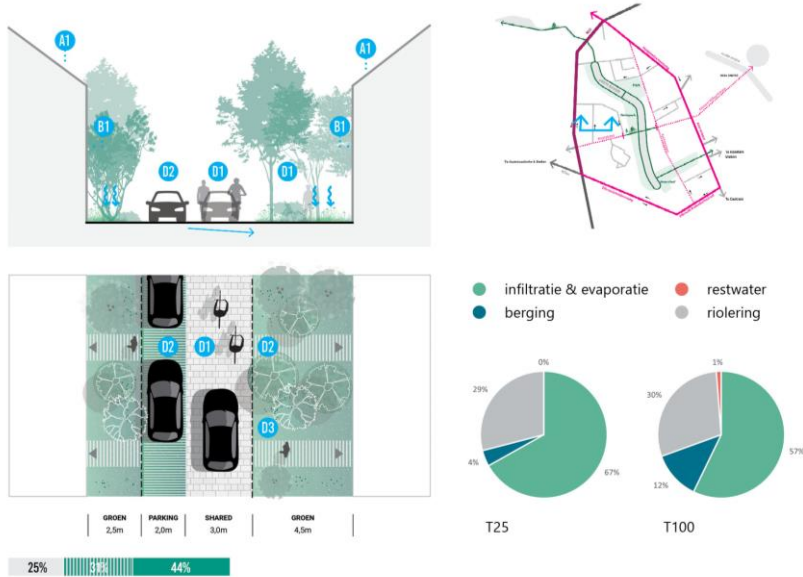 A1
A1
B1
B1
D2
D1
D1
Park
infiltratie & evaporatie
restwater
berging
riolering
D2
D1
D2
D3
0%
29%
4%
67%
1%
30%
12%
57%
GROEN
PARKING
SHARED
GROEN
2,5m
2,0m
3,0m
4,5m
T25
T100
25%
31%
44%